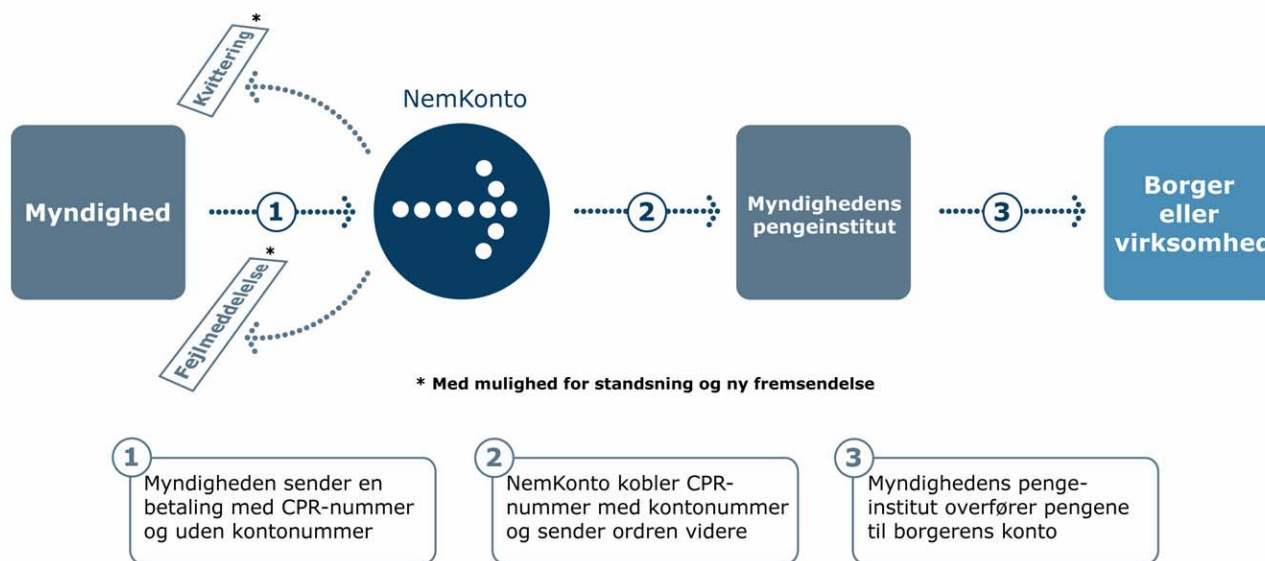 *
Kvittering
NemKonto
Myndighed
1
2
Myndighedens
pengeinstitut
3
Borger
eller
virksomhed
*
Fejlmeddelelse
* Med mulighed for standsning og ny fremsendelse
1
Myndigheden sender en
betaling med CPR-nummer
og uden kontonummer
2
NemKonto kobler CPR-
nummer med kontonummer
og sender ordren videre
3
Myndighedens penge-
institut overfører pengene
til borgerens konto